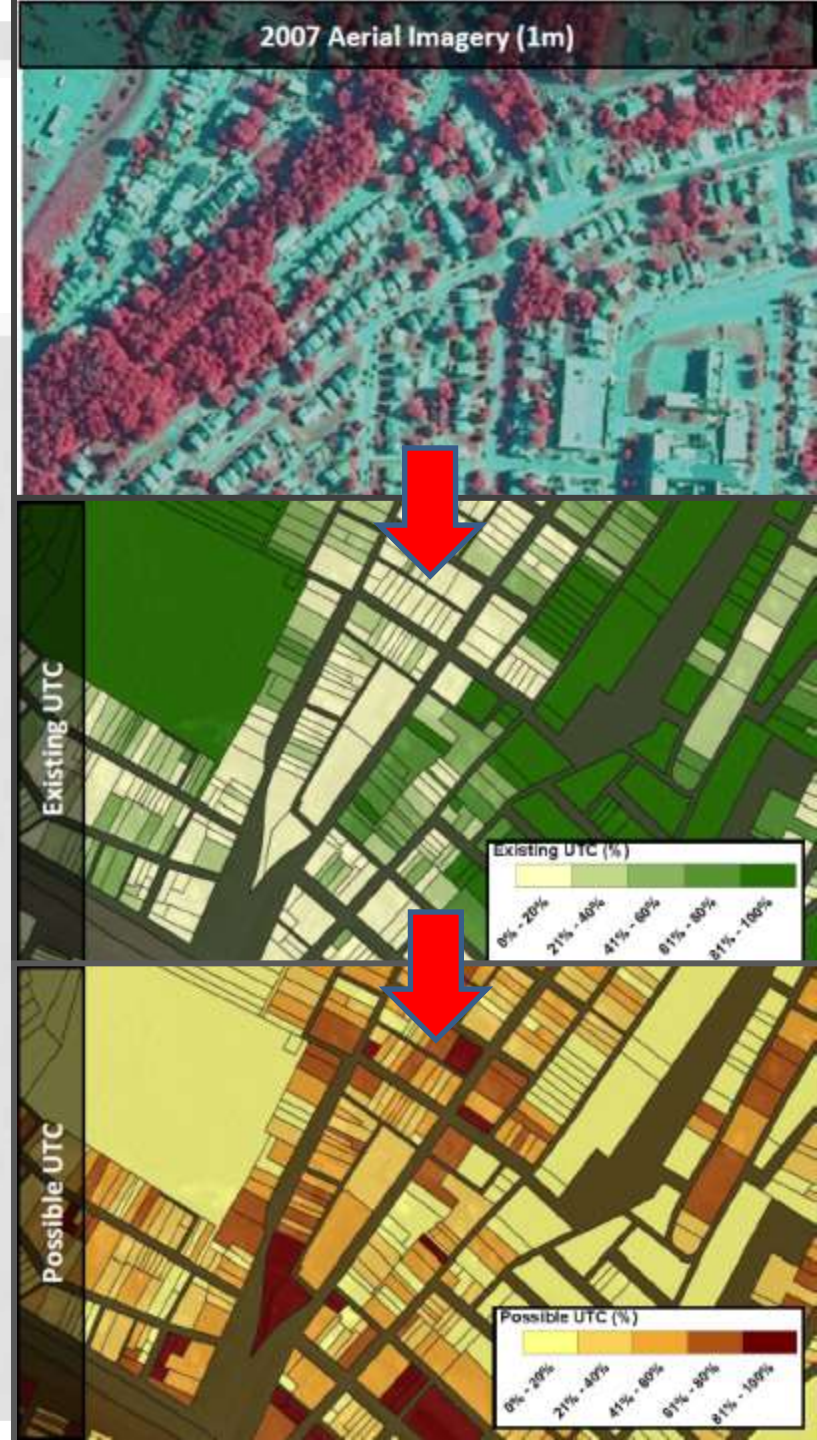 2007 Aerial Imagery (1m)
Existing UTC
Existing UTC (%)
0% - 20%
21% - 40%
41% - 60%
61% - 80%
81% - 100%
Possible UTC
Possible UTC (%)
0% - 20%
21% - 40%
41% - 60%
61% - 80%
81% - 100%